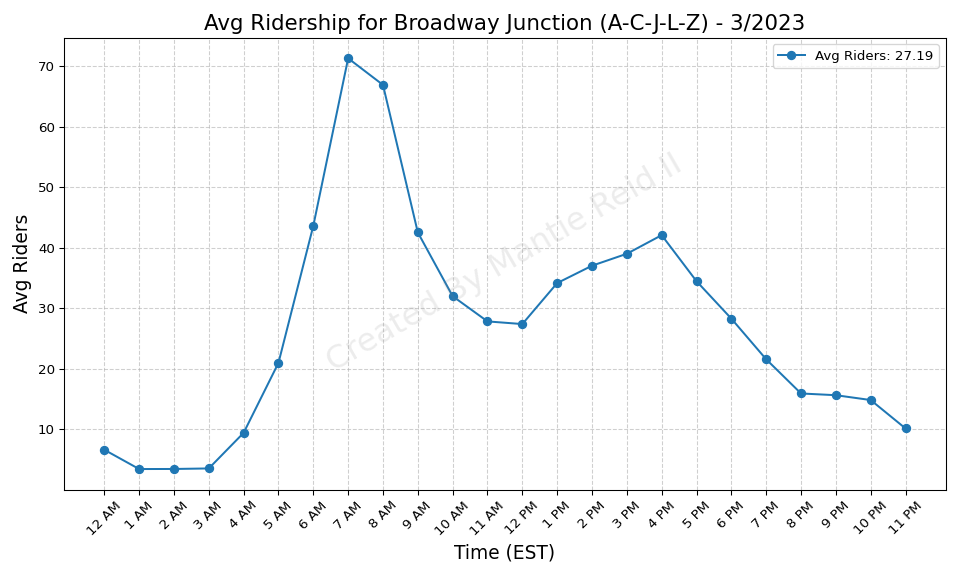 Avg Ridership for Broadway Junction (A-C-J-L-Z) - 3/2023
Avg Riders: 27.19
70
60
50
40
30
20
10
Avg Riders
Created By Mantie Reid II
12 AM
1 AM
2 AM
3 AM
4 AM
5 AM
6 AM
7 AM
8 AM
9 AM
10 AM
11 AM
12 PM
1 PM
2 PM
3 PM
4 PM
5 PM
6 PM
7 PM
8 PM
9 PM
10 PM
11 PM
Time (EST)